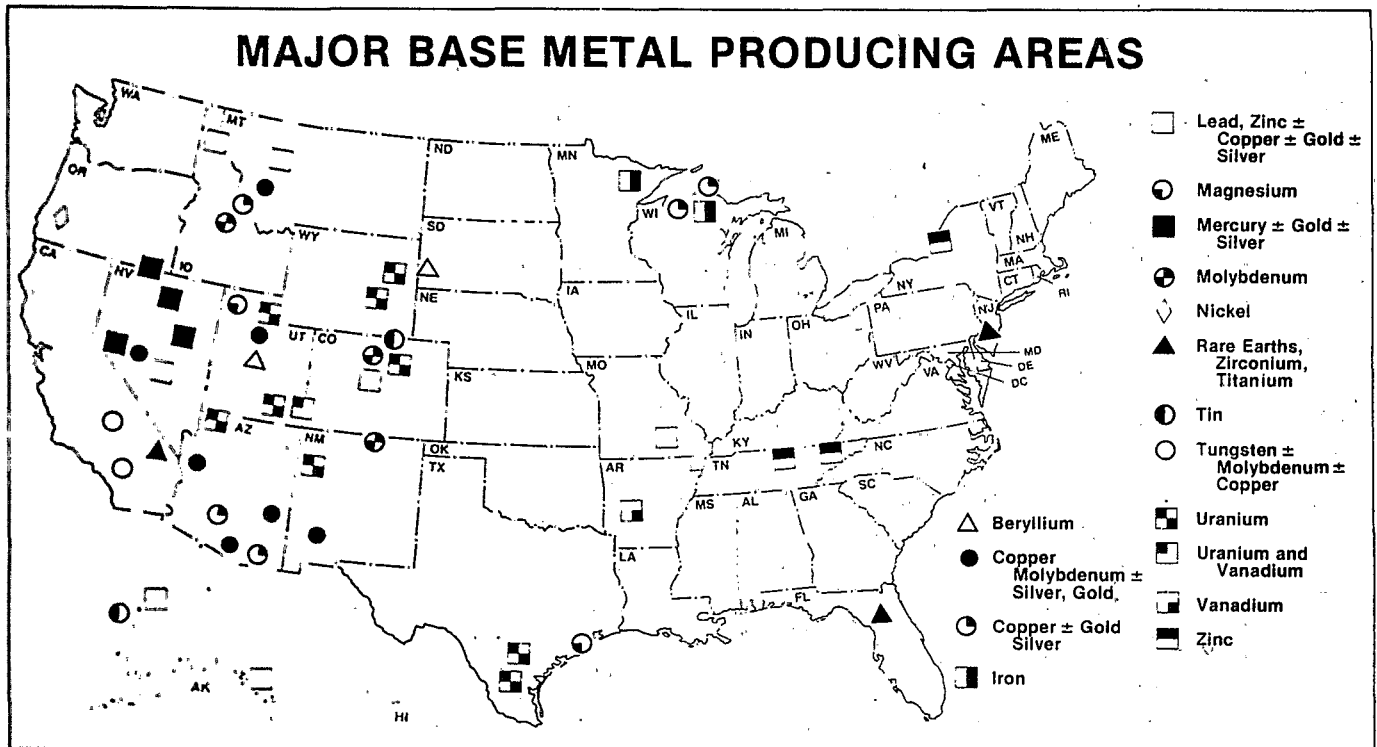 MAJOR BASE METAL PRODUCING AREAS
WA
MT
ND
MN
ME
OR
VT
WI
SD
WY
MI
NH
CA
NV
IO
MA
NY
CT
RI
NE
IA
PA
NJ
IL
IN
OH
UT
CO
MD
MO
WV
VA
DE
DC
KS
AZ
NM
OK
KY
TN
NC
TX
AR
SC
MS
AL
GA
LA
FL
AK
HI
Lead, Zinc ±
Copper ± Gold ±
Silver
Magnesium
Mercury ± Gold ±
Silver
Molybdenum
Nickel
Rare Earths,
Zirconium,
Titanium
Tin
Tungsten ±
Molybdenum ±
Copper
Uranium
Uranium and
Vanadium
Vanadium
Zinc
Beryllium
Copper
Molybdenum ±
Silver, Gold
Copper ± Gold
Silver
Iron